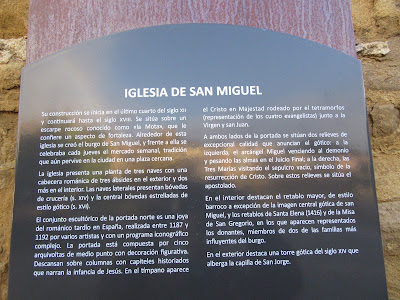 IGLESIA DE SAN MIGUEL
Su construcción se inicia en el último cuarto del siglo XII
y continuará hasta el siglo XVIII. Se sitúa sobre un
escarpe rocoso conocido como «la Mota», que le
confiere un aspecto de fortaleza. Alrededor de esta
iglesia se creó el burgo de San Miguel, y frente a ella se
celebraba cada jueves el mercado semanal, tradición
que aún pervive en la ciudad en una plaza cercana.
La iglesia presenta una planta de tres naves con una
cabecera románica de tres ábsides en el exterior y dos
más en el interior. Las naves laterales presentan bóvedas
de crucería (s. XIV) y la central bóvedas estrelladas de
estilo gótico (s. XVI).
El conjunto escultórico de la portada norte es una joya
del románico tardío en España, realizada entre 1187 y
1192 por varios artistas y con un programa iconográfico
complejo. La portada está compuesta por cinco
arquivoltas de medio punto con decoración figurativa.
Descansan sobre columnas con capiteles historiados
que narran la infancia de Jesús. En el tímpano aparece
el Cristo en Majestad rodeado por el tetramorfos
(representación de los cuatro evangelistas) junto a la
Virgen y san Juan.
A ambos lados de la portada se sitúan dos relieves de
excepcional calidad que anuncian el gótico: a la
izquierda, el arcángel Miguel venciendo al demonio
y pesando las almas en el Juicio Final; a la derecha, las
Tres Marías visitando el sepulcro vacío, símbolo de la
resurrección de Cristo. Sobre estos relieves se sitúa el
apostolado.
En el interior destacan el retablo mayor, de estilo
barroco a excepción de la imagen central gótica de san
Miguel, y los retablos de Santa Elena (1416) y de la Misa
de San Gregorio, en los que aparecen representados
los donantes, miembros de dos de las familias más
influyentes del burgo.
En el exterior destaca una torre gótica del siglo XIV que
alberga la capilla de San Jorge.